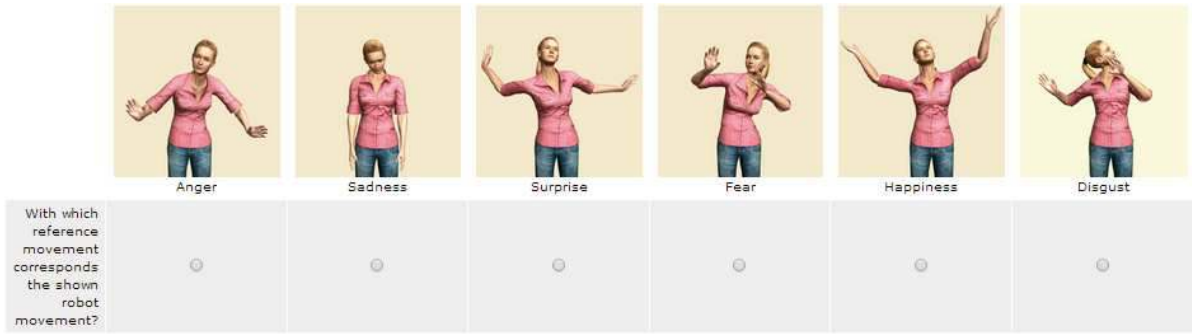 Anger Sadness Surprise Fear Happiness Disgust
With which
reference
movement
corresponds
the shown
robot
movement?